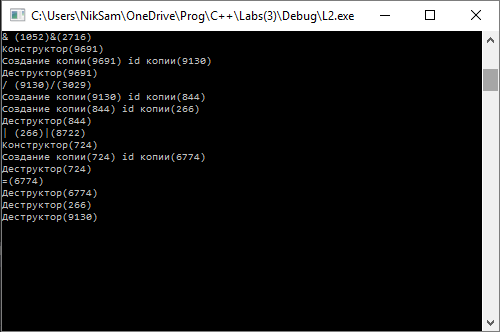 C:\Users\NikSam\OneDrive\Prog\C++\Labs(3)\Debug\L2.exe
& (1052)&(2716)
Конструктор(9691)
Создание копии(9691) id копии(9130)
Деструктор(9691)
/ (9130)/(3029)
Создание копии(9130) id копии(844)
Создание копии(844) id копии(266)
Деструктор(844)
| (266)|(8722)
Конструктор(724)
Создание копии(724) id копии(6774)
Деструктор(724)
=(6774)
Деструктор(6774)
Деструктор(266)
Деструктор(9130)